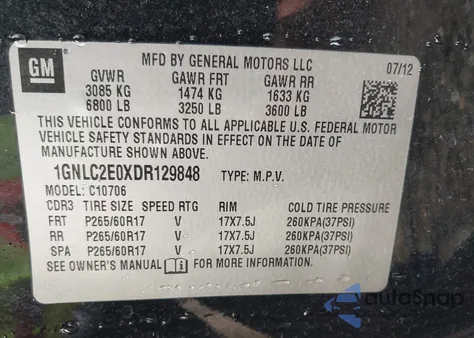 GM
MFD BY GENERAL MOTORS LLC
07/12
GVWR GAWR FRT GAWR RR
3085 KG 1474 KG 1633 KG
6800 LB 3250 LB 3600 LB
THIS VEHICLE CONFORMS TO ALL APPLICABLE U.S. FEDERAL MOTOR
VEHICLE SAFETY STANDARDS IN EFFECT ON THE DATE OF
MANUFACTURE SHOWN ABOVE.
1GNLC2E0XDR129848 TYPE: M.P.V.
MODEL: C10706
CDR3 TIRE SIZE SPEED RTG RIM COLD TIRE PRESSURE
FRT P265/60R17 V 17X7.5J 260KPA(37PSI)
RR P265/60R17 V 17X7.5J 260KPA(37PSI)
SPA P265/60R17 V 17X7.5J 260KPA(37PSI)
SEE OWNER'S MANUAL FOR MORE INFORMATION.
autoSnap